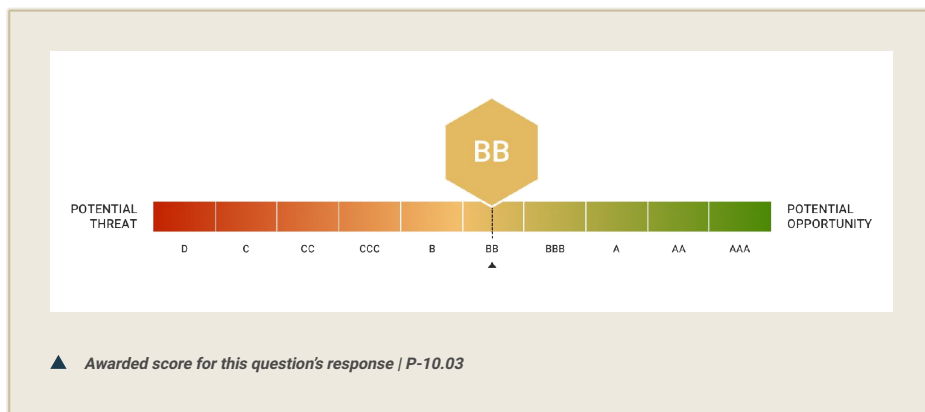 BB
POTENTIAL
THREAT
POTENTIAL
OPPORTUNITY
D C CC CCC B BB BBB A AA AAA
Awarded score for this question's response | P-10.03